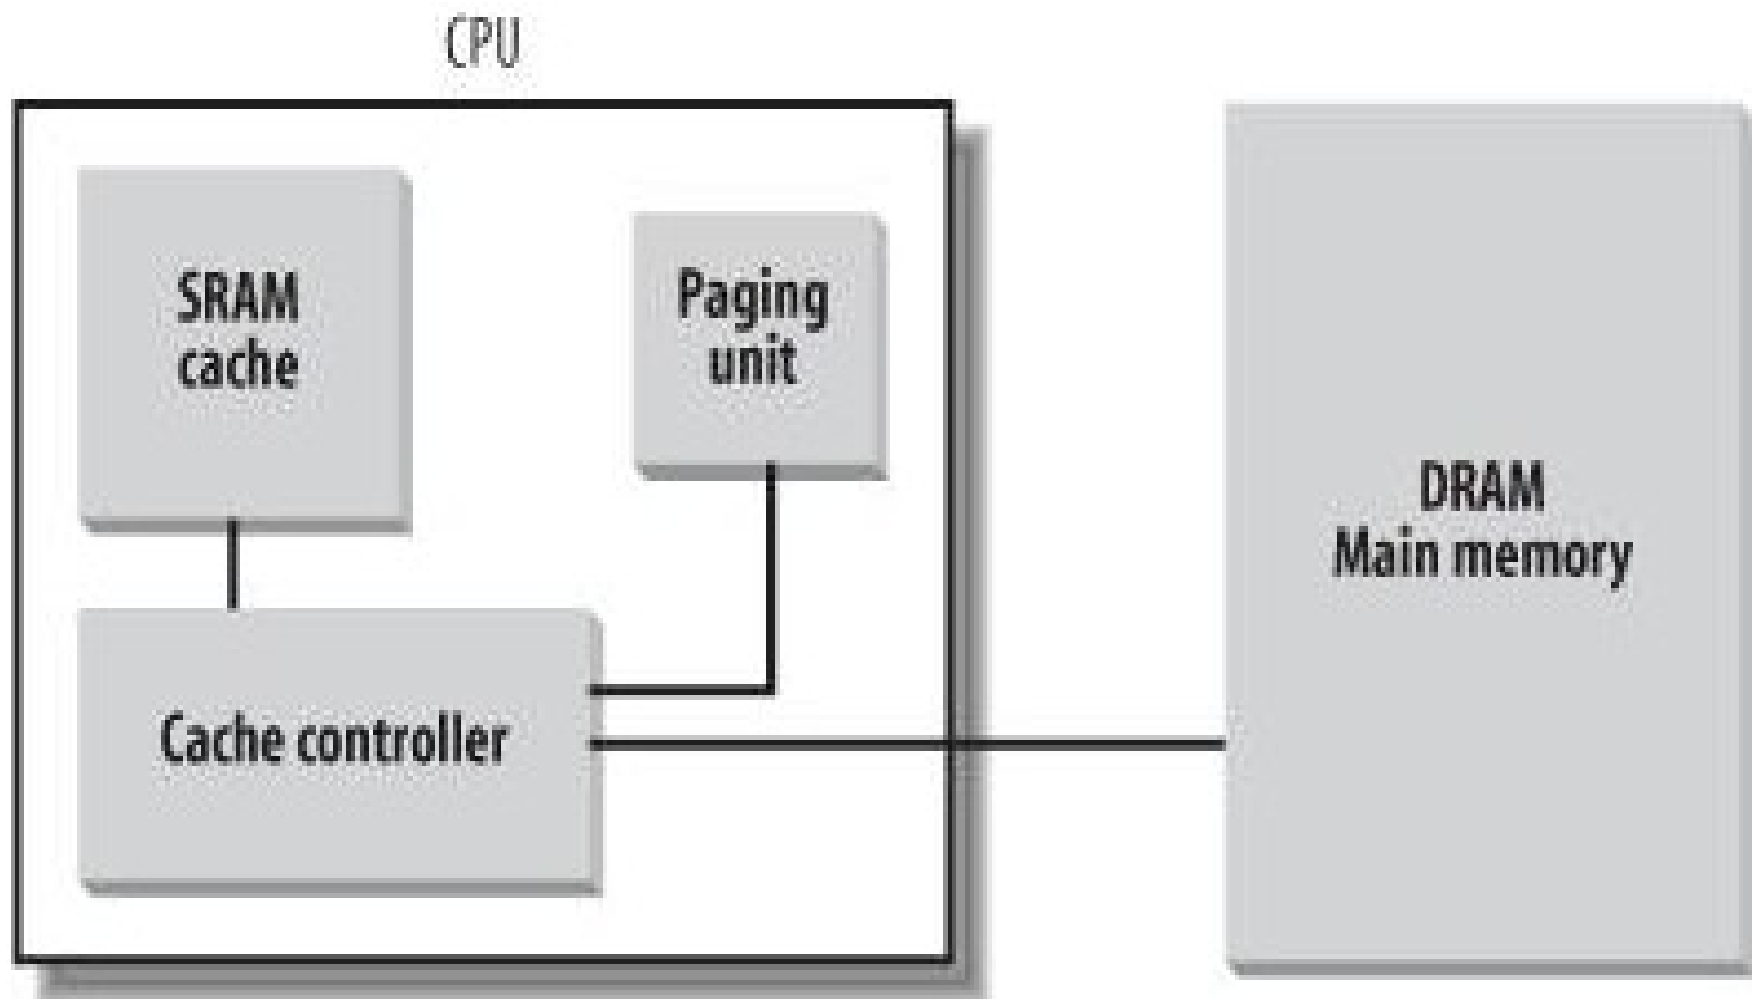 CPU
SRAM
cache
Paging
unit
DRAM
Main memory
Cache controller